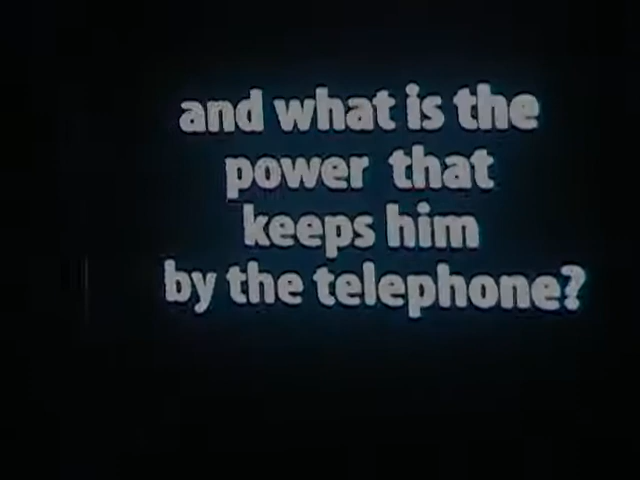 and what is the
power that
keeps him
by the telephone?